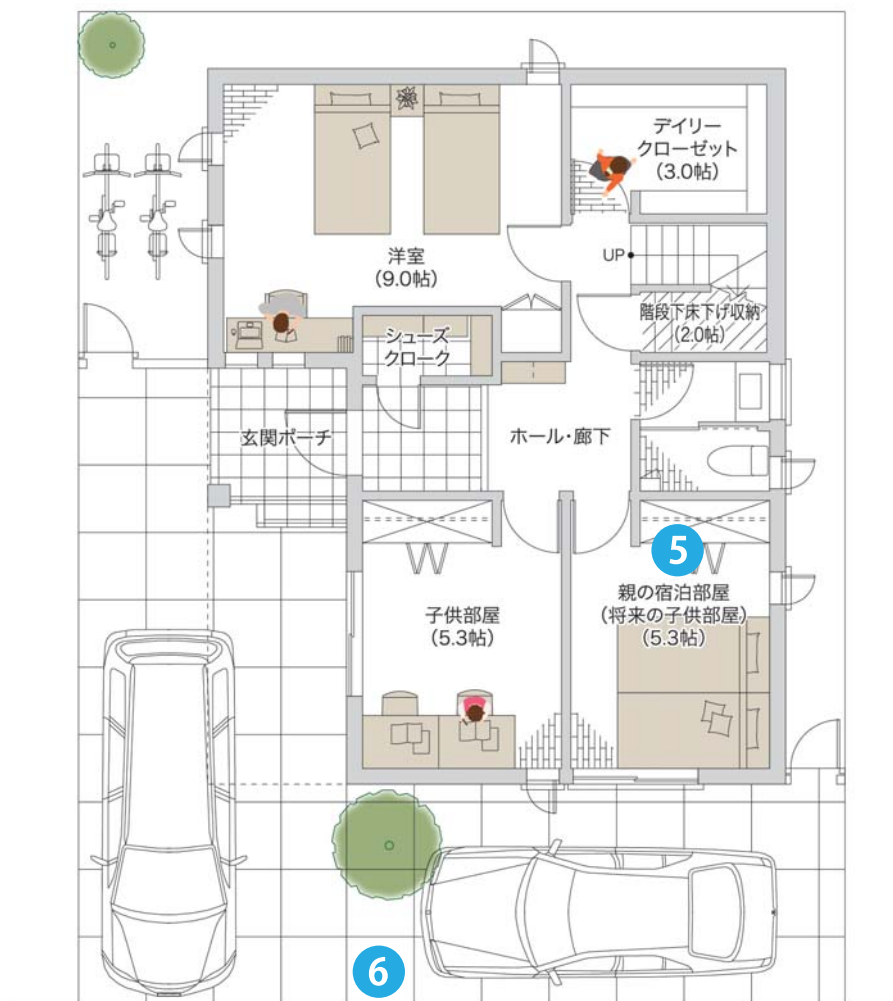 デイリー
クローゼット
（3.0帖）
洋室
（9.0帖）
UP
階段下床下げ収納
（2.0帖）
シューズ
クローク
玄関ポーチ
ホール・廊下
5
子供部屋
（5.3帖）
親の宿泊部屋
（将来の子供部屋）
（5.3帖）
6